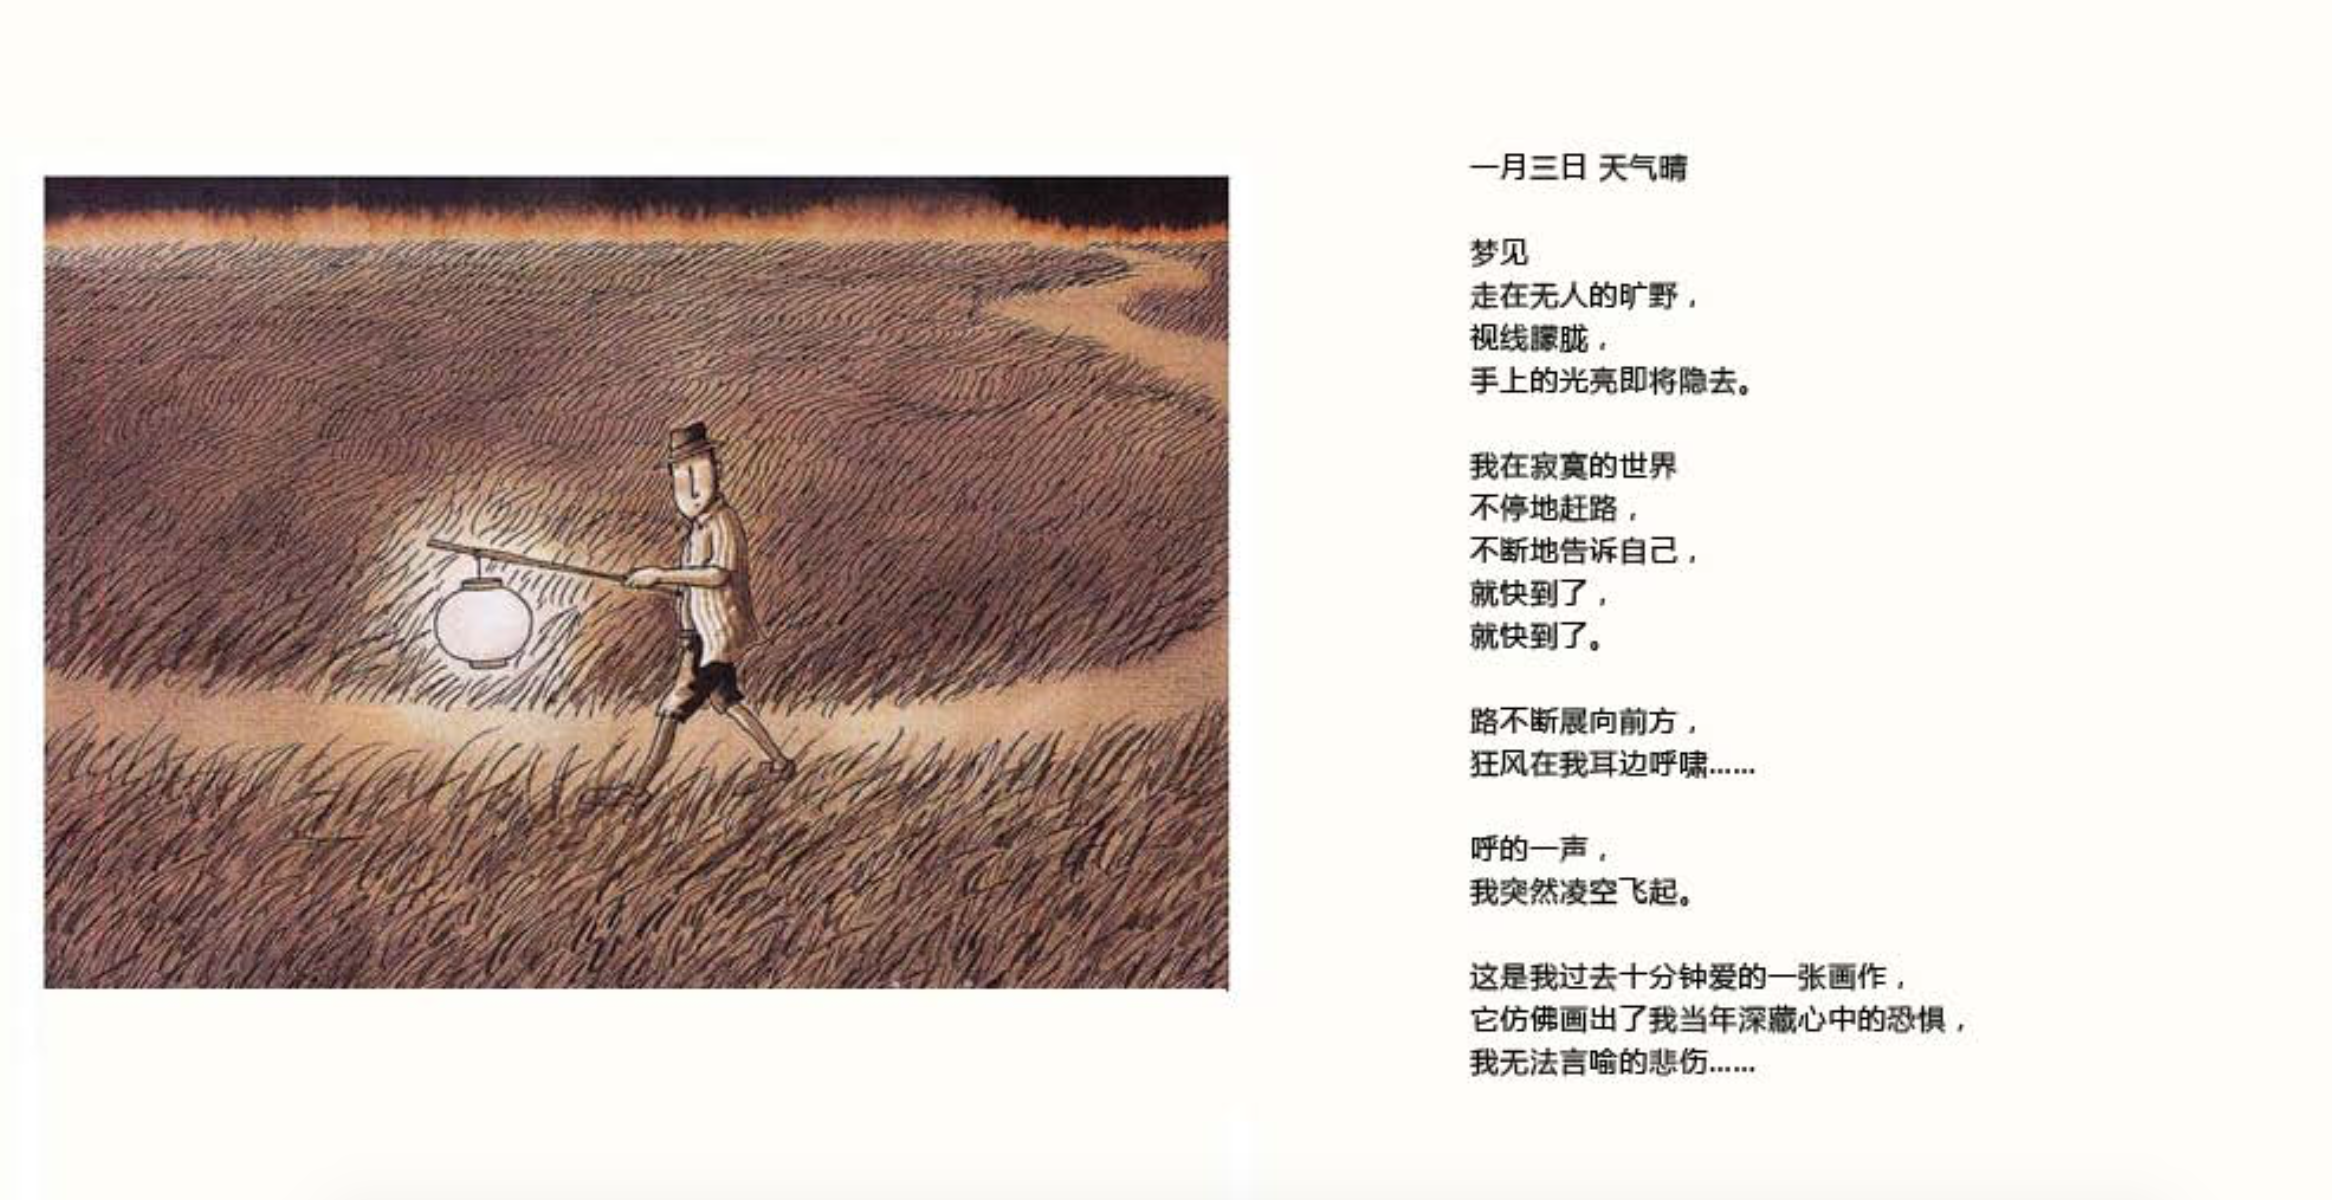 一月三日 天气晴
梦见
走在无人的旷野，
视线朦胧，
手上的光亮即将隐去。
我在寂寞的世界
不停地赶路，
不断地告诉自己，
就快到了，
就快到了。
路不断展向前方，
狂风在我耳边呼啸……
呼的一声，
我突然凌空飞起。
这是我过去十分钟爱的一张画作，
它仿佛画出了我当年深藏心中的恐惧，
我无法言喻的悲伤……